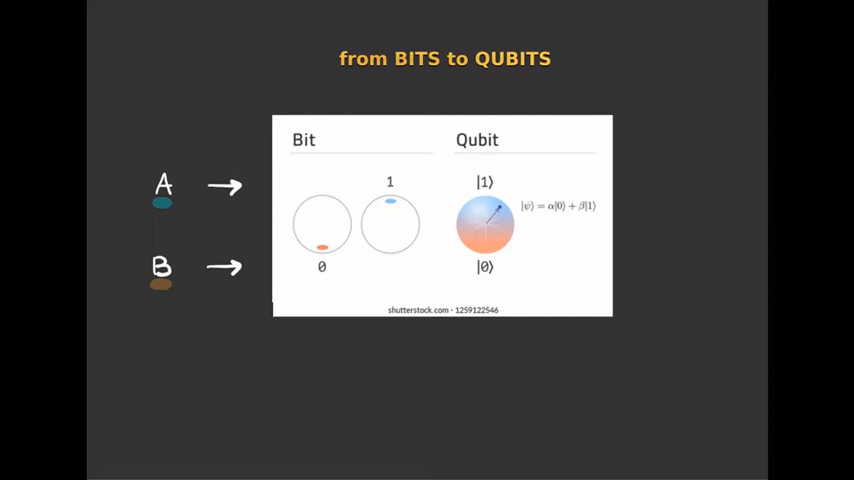 from BITS to QUBITS
Bit
Qubit
A →
1
|1⟩
|ψ⟩ = α|0⟩ + β|1⟩
B →
0
|0⟩
shutterstock.com · 1259122546